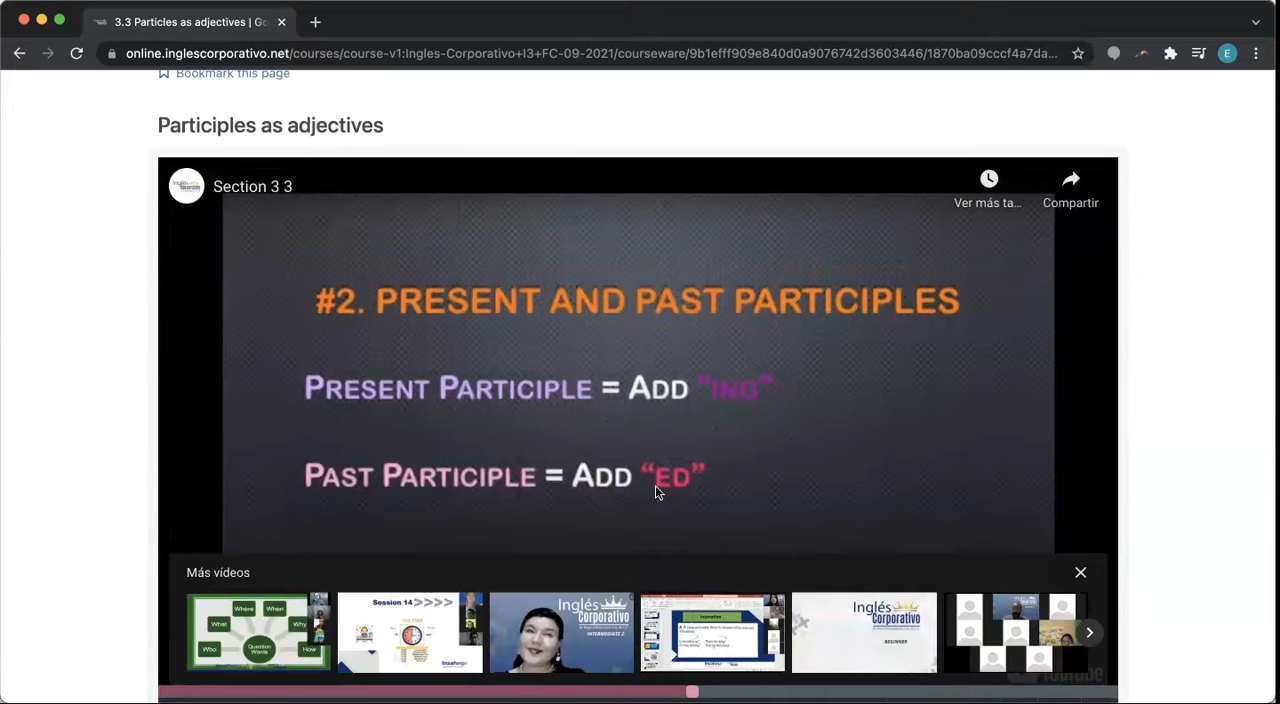 3.3 Particles as adjectives | Go
online.inglescorporativo.net/courses/course-v1:Ingles-Corporativo+I3+FC-09-2021/courseware/9b1efff909e840d0a9076742d3603446/1870ba09cccf4a7da...
E
Bookmark this page
Participles as adjectives
Section 3 3
Ver más ta...
Compartir
#2. PRESENT AND PAST PARTICIPLES
PRESENT PARTICIPLE = ADD "ING"
PAST PARTICIPLE = ADD "ED"
Más vídeos
Where
When
What
Why
Who
Question Words
How
Session 14 >>>>
Insaforp
Inglés
Corporativo
INTERMEDIATE 2
Insaforp
Inglés
Corporativo
BEGINNER
YouTube